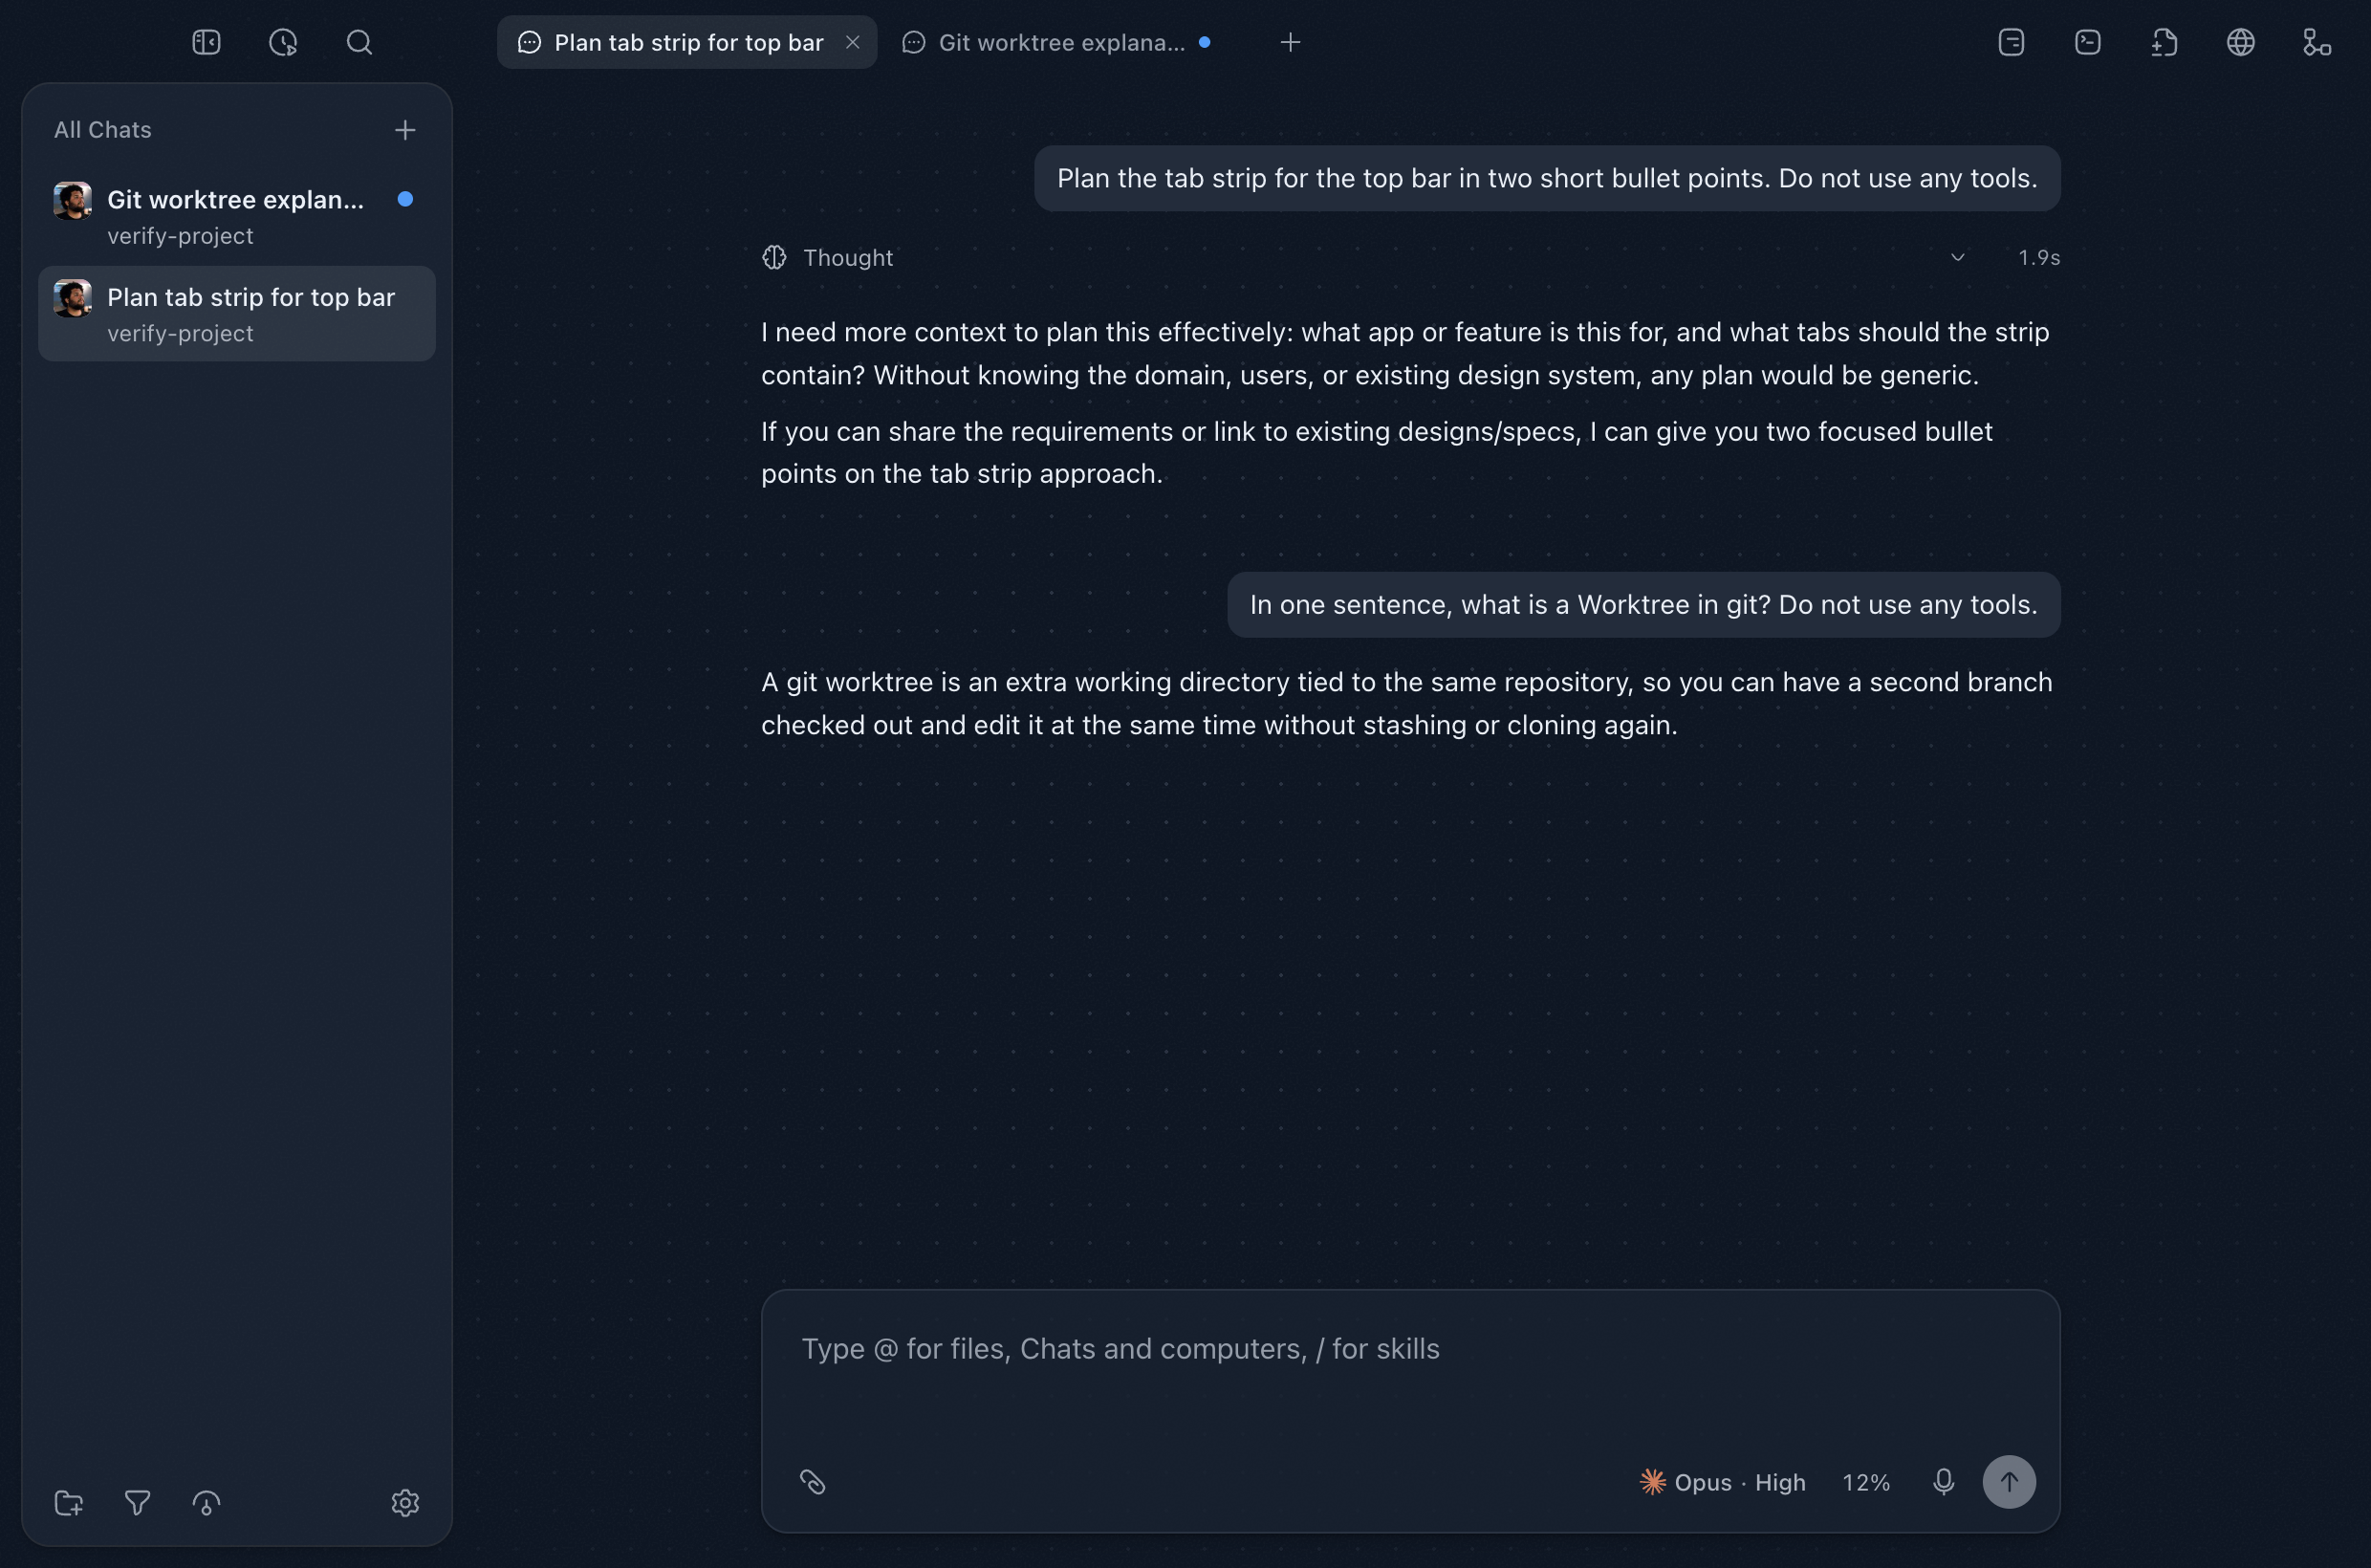 Plan tab strip for top bar
Git worktree explana...
All Chats
Git worktree explan...
verify-project
Plan tab strip for top bar
verify-project
Plan the tab strip for the top bar in two short bullet points. Do not use any tools.
Thought
1.9s
I need more context to plan this effectively: what app or feature is this for, and what tabs should the strip
contain? Without knowing the domain, users, or existing design system, any plan would be generic.
If you can share the requirements or link to existing designs/specs, I can give you two focused bullet
points on the tab strip approach.
In one sentence, what is a Worktree in git? Do not use any tools.
A git worktree is an extra working directory tied to the same repository, so you can have a second branch
checked out and edit it at the same time without stashing or cloning again.
Type @ for files, Chats and computers, / for skills
Opus · High
12%